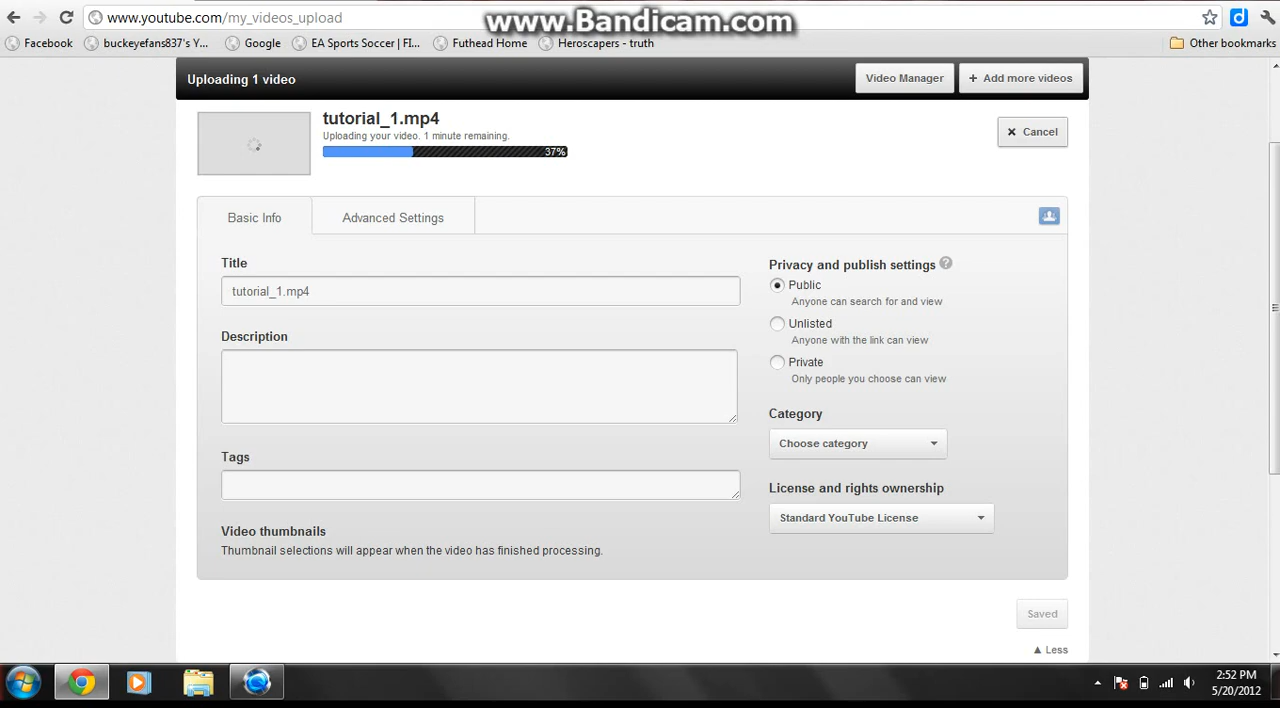 www.youtube.com/my_videos_upload
www.Bandicam.com
Facebook buckeyefans837's Y... Google EA Sports Soccer | FI... Futhead Home Heroscapers - truth Other bookmarks
Uploading 1 video Video Manager + Add more videos
tutorial_1.mp4
Uploading your video. 1 minute remaining.
37%
× Cancel
Basic Info Advanced Settings
Title
tutorial_1.mp4
Description
Tags
Video thumbnails
Thumbnail selections will appear when the video has finished processing.
Privacy and publish settings ?
Public
Anyone can search for and view
Unlisted
Anyone with the link can view
Private
Only people you choose can view
Category
Choose category
License and rights ownership
Standard YouTube License
Saved
▲ Less
2:52 PM
5/20/2012